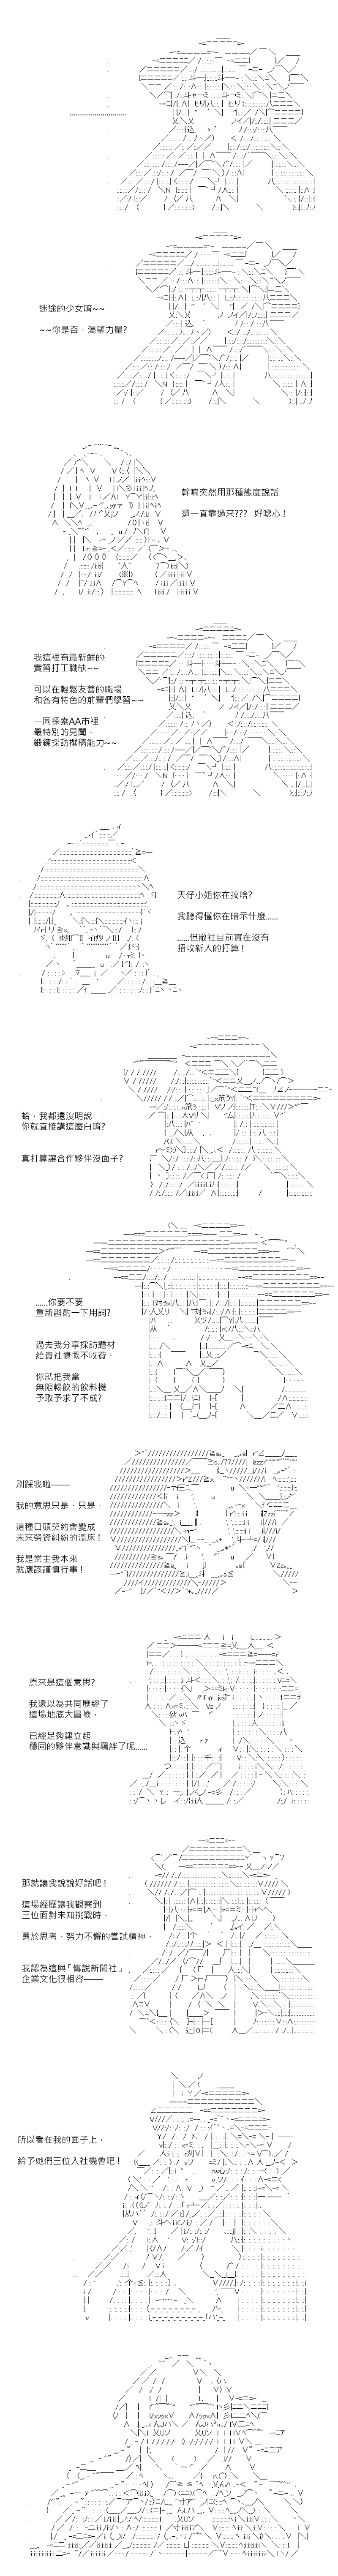 ............................
迷途的少女唷~~
~~你是否，渴望力量?
幹嘛突然用那種態度說話
還一直靠過來??? 好噁心！
我這裡有最新鮮的
實習打工職缺~~
可以在輕鬆友善的職場
和各有特色的前輩們學習~~
一同探索AA市裡
最特別的見聞，
鍛鍊採訪撰稿能力~~
天仔小姐你在搞啥?
我聽得懂你在暗示什麼......
......但敝社目前實在沒有
招收新人的打算！
蛤，我都還沒明說
你就直接講這麼白嗎?
真打算讓合作夥伴沒面子?
......你要不要
重新斟酌一下用詞?
過去我分享採訪題材
給貴社慷慨不收費，
你就把我當
無限暢飲的飲料機
予取予求了不成?
別踩我啦——
我的意思只是，只是，
這種口頭契約會變成
未來勞資糾紛的溫床！
我是業主我本來
就應該謹慎行事！
原來是這個意思?
我還以為共同歷經了
這場地底大冒險，
已經足夠建立起
穩固的夥伴意識與羈絆了呢......
那就讓我說說好話吧！
這場經歷讓我觀察到
三位面對未知挑戰時，
勇於思考、努力不懈的嘗試精神，
我認為這與「傳說新聞社」
企業文化很相容——
所以看在我的面子上，
給予她們三位入社機會吧！